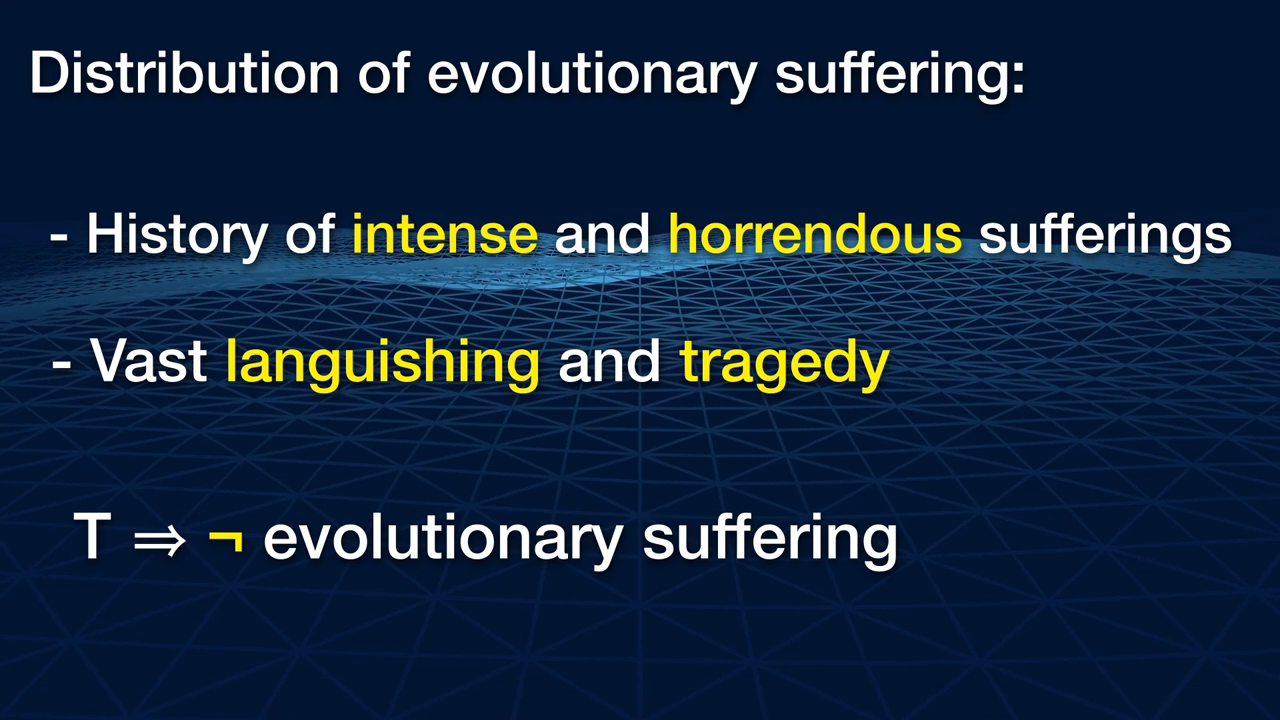 Distribution of evolutionary suffering:
- History of intense and horrendous sufferings
- Vast languishing and tragedy
T ⇒ ¬ evolutionary suffering